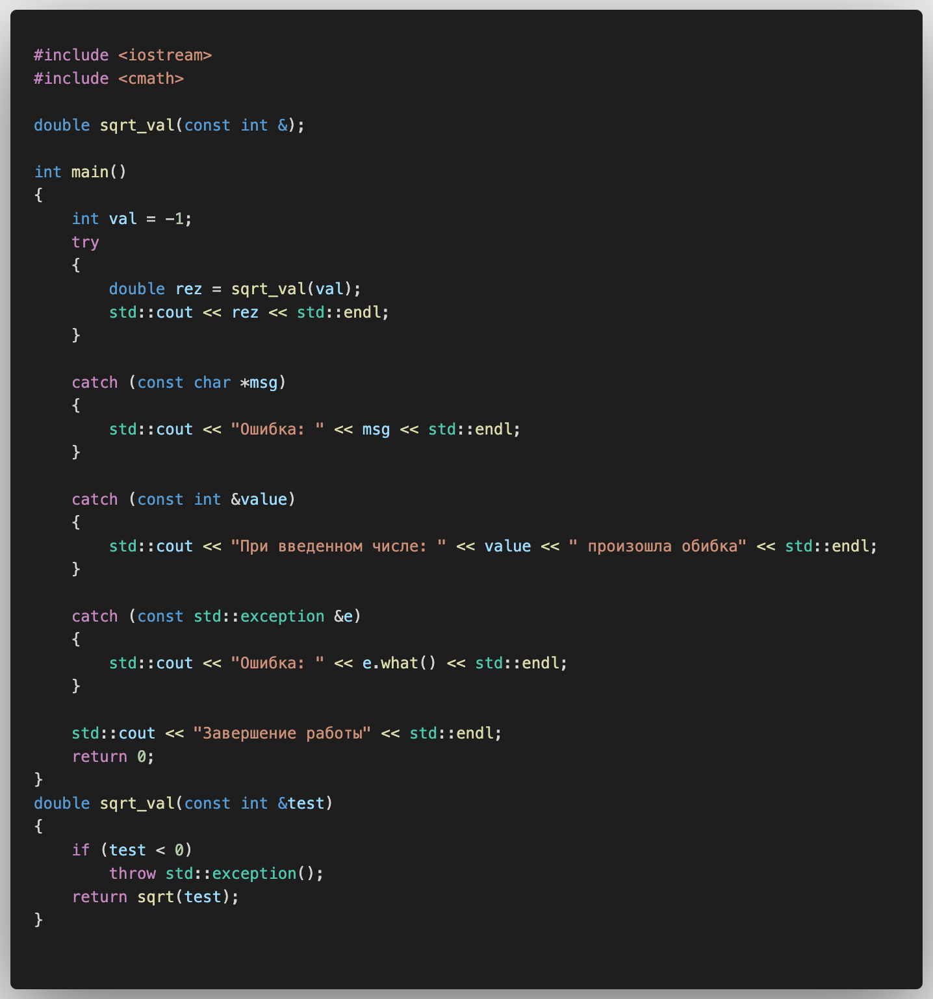 #include <iostream>
#include <cmath>
double sqrt_val(const int &);
int main()
{
    int val = -1;
    try
    {
        double rez = sqrt_val(val);
        std::cout << rez << std::endl;
    }
    catch (const char *msg)
    {
        std::cout << "Ошибка: " << msg << std::endl;
    }
    catch (const int &value)
    {
        std::cout << "При введенном числе: " << value << " произошла обибка" << std::endl;
    }
    catch (const std::exception &e)
    {
        std::cout << "Ошибка: " << e.what() << std::endl;
    }
    std::cout << "Завершение работы" << std::endl;
    return 0;
}
double sqrt_val(const int &test)
{
    if (test < 0)
        throw std::exception();
    return sqrt(test);
}